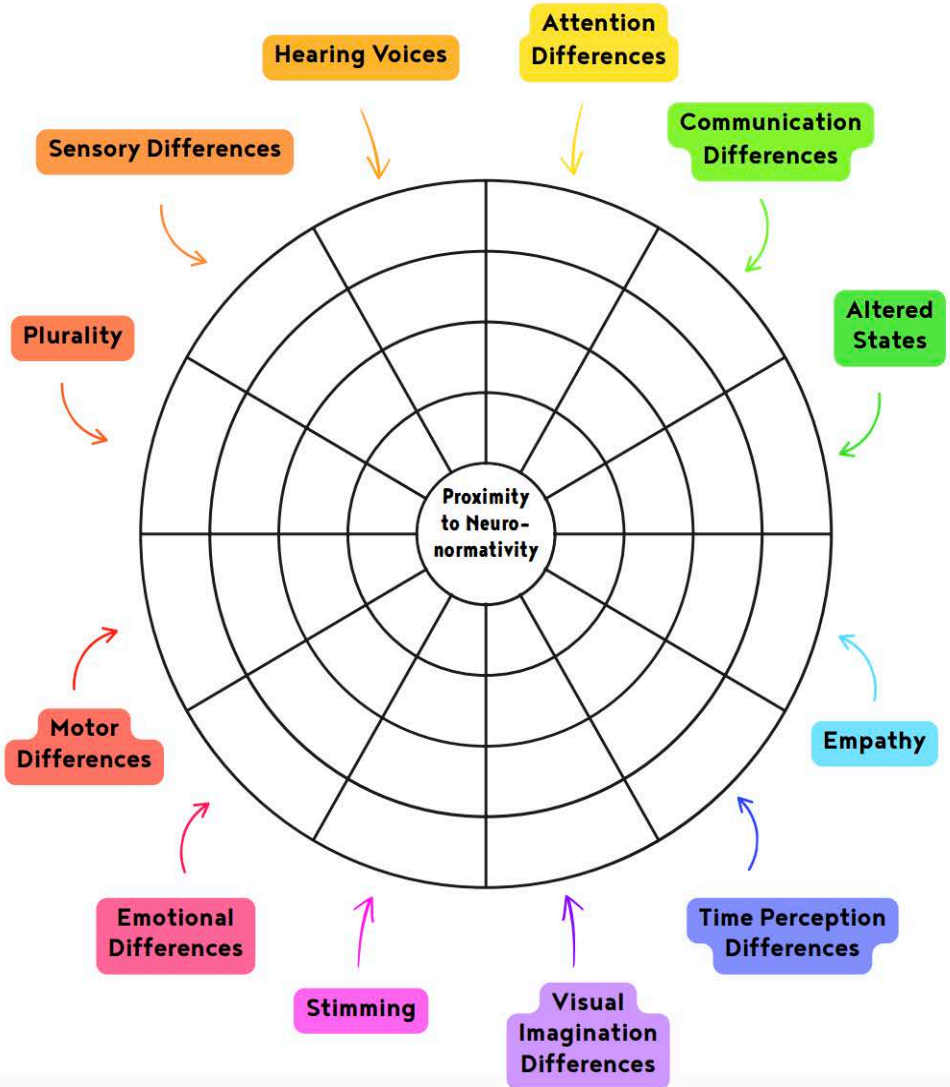 Attention
Differences
Hearing Voices
Communication
Differences
Sensory Differences
Altered
States
Plurality
Proximity
to Neuro-
normativity
Motor
Differences
Empathy
Emotional
Differences
Time Perception
Differences
Stimming
Visual
Imagination
Differences